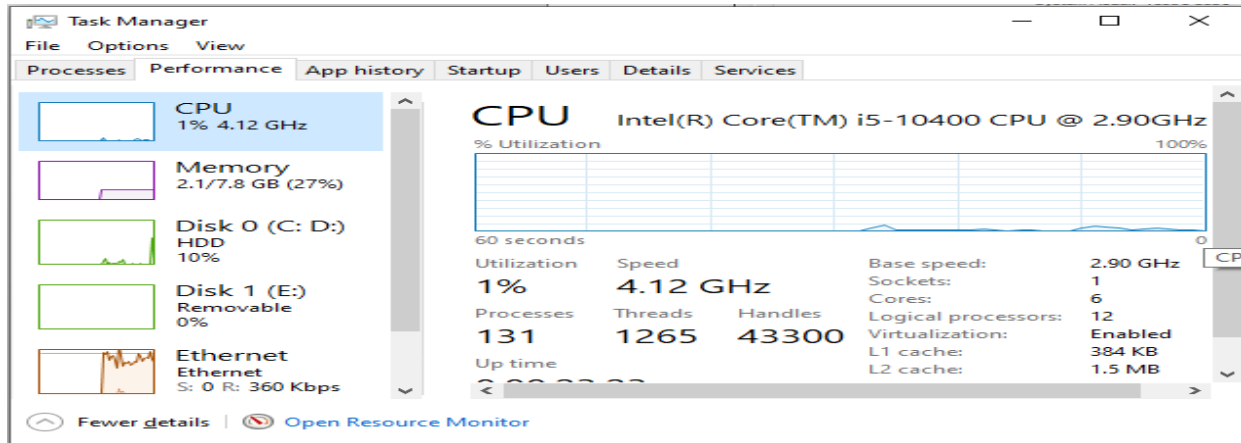 Task Manager
File Options View
Processes Performance App history Startup Users Details Services
CPU
1% 4.12 GHz
Memory
2.1/7.8 GB (27%)
Disk 0 (C: D:)
HDD
10%
Disk 1 (E:)
Removable
0%
Ethernet
Ethernet
S: 0 R: 360 Kbps
CPU Intel(R) Core(TM) i5-10400 CPU @ 2.90GHz
% Utilization 100%
60 seconds 0
Utilization Speed
1% 4.12 GHz
Processes Threads Handles
131 1265 43300
Up time
Base speed: 2.90 GHz
Sockets: 1
Cores: 6
Logical processors: 12
Virtualization: Enabled
L1 cache: 384 KB
L2 cache: 1.5 MB
CP
Fewer details Open Resource Monitor